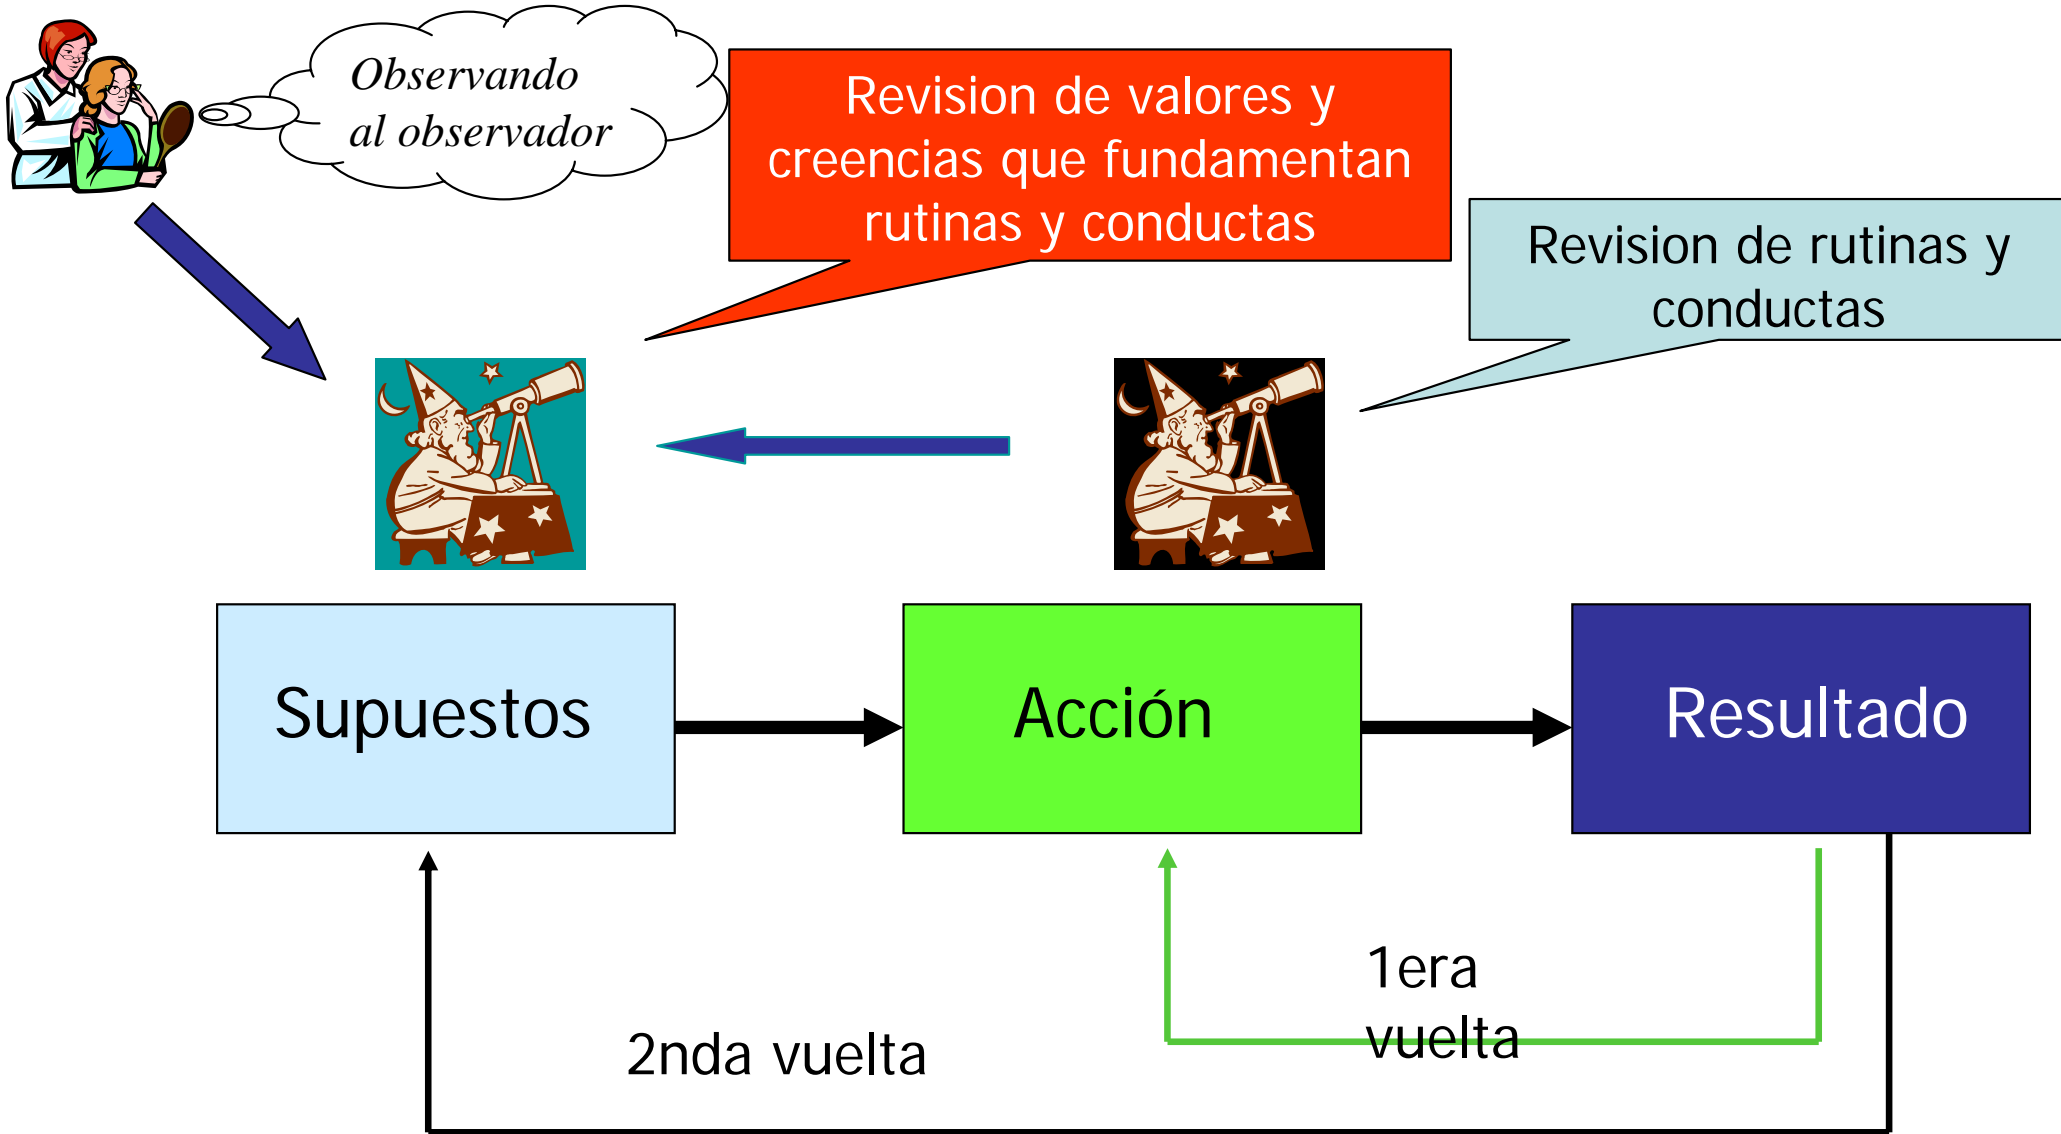 Observando
al observador
Revision de valores y
creencias que fundamentan
rutinas y conductas
Revision de rutinas y
conductas
Supuestos
Acción
Resultado
1era
vuelta
2nda vuelta